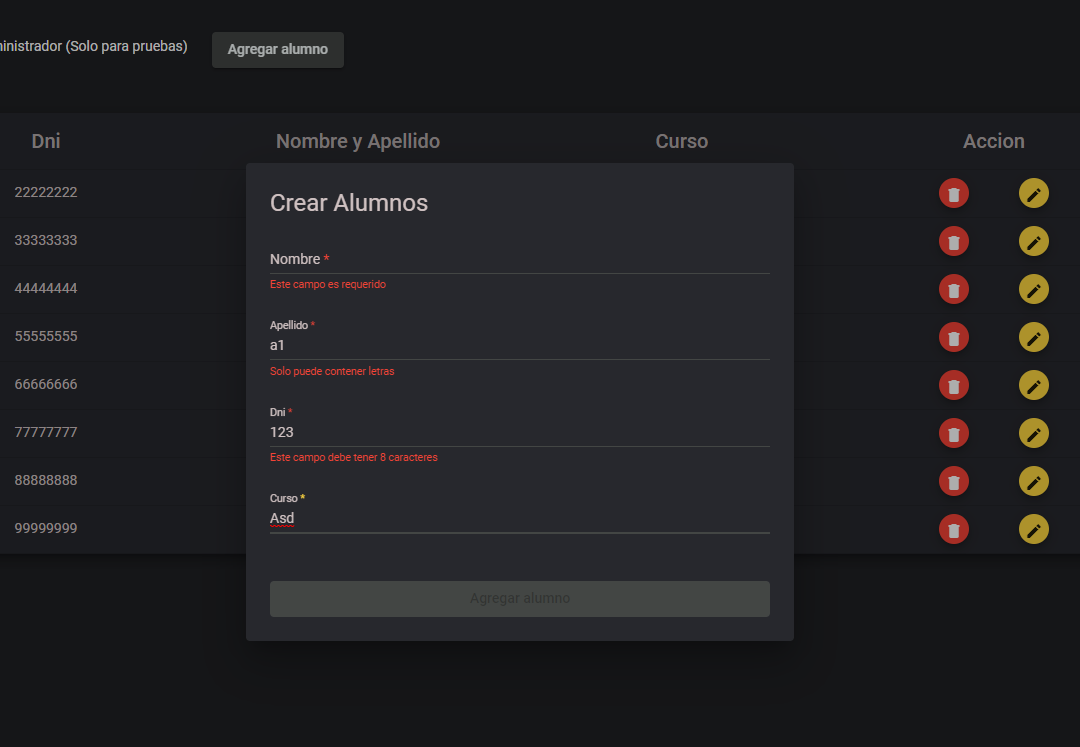 (Solo para pruebas)
Agregar alumno
Dni Nombre y Apellido Curso Accion
22222222
33333333
44444444
55555555
66666666
77777777
88888888
99999999
Crear Alumnos
Nombre *
Este campo es requerido
Apellido *
a1
Solo puede contener letras
Dni *
123
Este campo debe tener 8 caracteres
Curso *
Asd
Agregar alumno